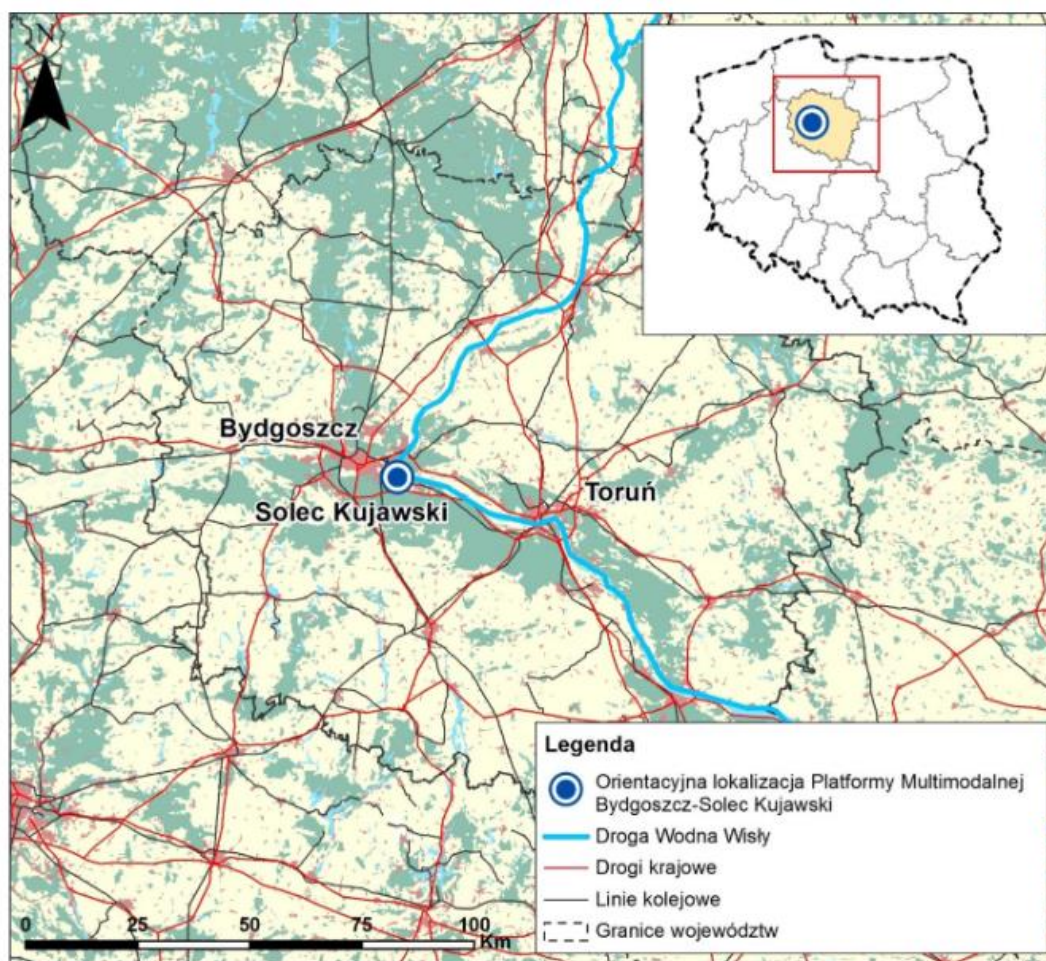 N
Bydgoszcz
Solec Kujawski
Toruń
Legenda
Orientacyjna lokalizacja Platformy Multimodalnej
Bydgoszcz-Solec Kujawski
Droga Wodna Wisły
Drogi krajowe
Linie kolejowe
Granice województw
0 25 50 75 100
Km